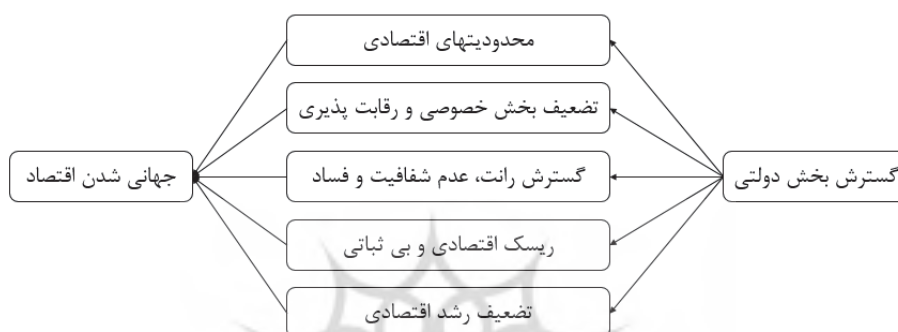 محدودیتهای اقتصادی
تضعیف بخش خصوصی و رقابت پذیری
گسترش بخش دولتی
گسترش رانت، عدم شفافیت و فساد
جهانی شدن اقتصاد
ریسک اقتصادی و بی ثباتی
تضعیف رشد اقتصادی